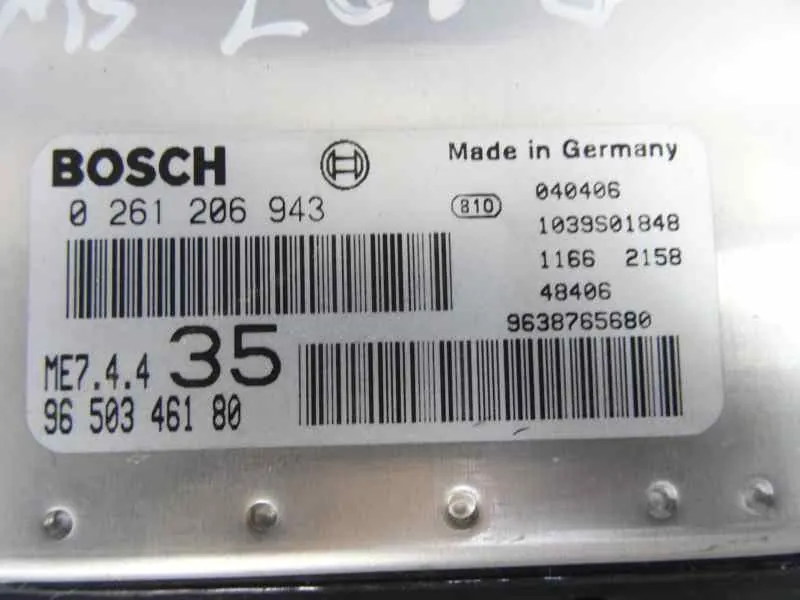 BOSCH
0 261 206 943
Made in Germany
810
040406
1039S01848
1166 2158
48406
9638765680
ME7.4.4 35
96 503 461 80